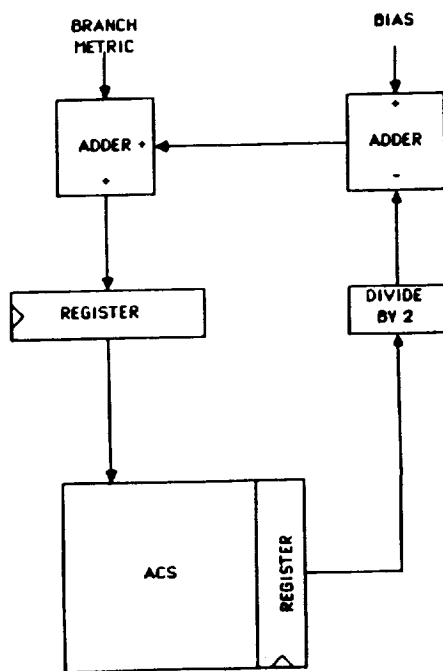 BRANCH
METRIC
BIAS
ADDER +
+
+
ADDER
-
REGISTER
DIVIDE
BY 2
ACS
REGISTER